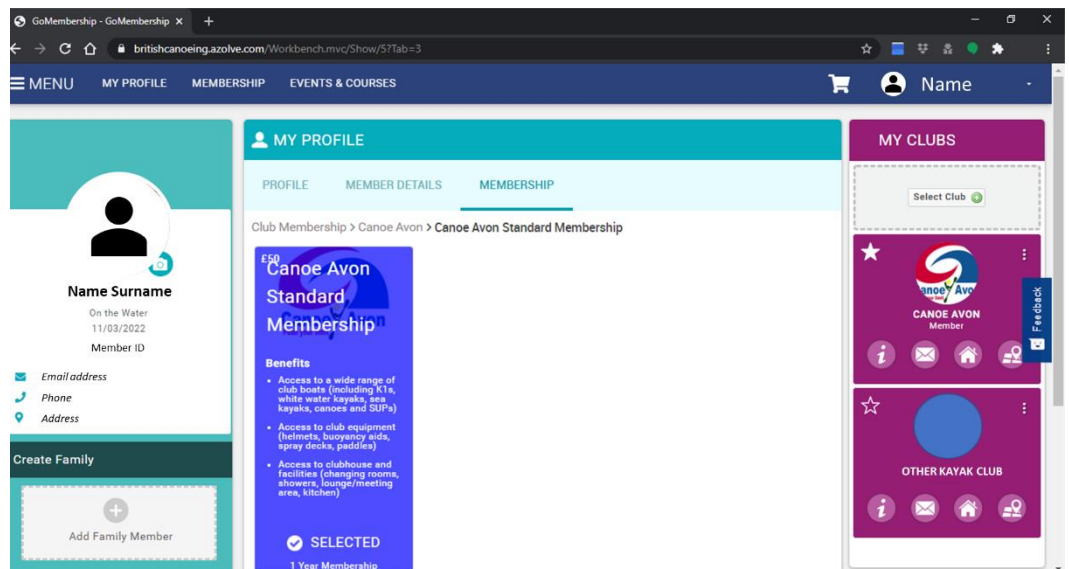 GoMembership - GoMembership
britishcanoeing.azolve.com/Workbench.mvc/Show/5?Tab=3
MENU MY PROFILE MEMBERSHIP EVENTS & COURSES Name
Name Surname
On the Water
11/03/2022
Member ID
Email address
Phone
Address
Create Family
Add Family Member
MY PROFILE
PROFILE MEMBER DETAILS MEMBERSHIP
Club Membership > Canoe Avon > Canoe Avon Standard Membership
£50
Canoe Avon
Standard
Membership
Benefits
• Access to a wide range of
club boats (including K1s,
white water kayaks, sea
kayaks, canoes and SUPs)
• Access to club equipment
(helmets, buoyancy aids,
spray decks, paddles)
• Access to clubhouse and
facilities (changing rooms,
showers, lounge/meeting
area, kitchen)
SELECTED
1 Year Membership
MY CLUBS
Select Club
CANOE AVON
Member
OTHER KAYAK CLUB
Feedback